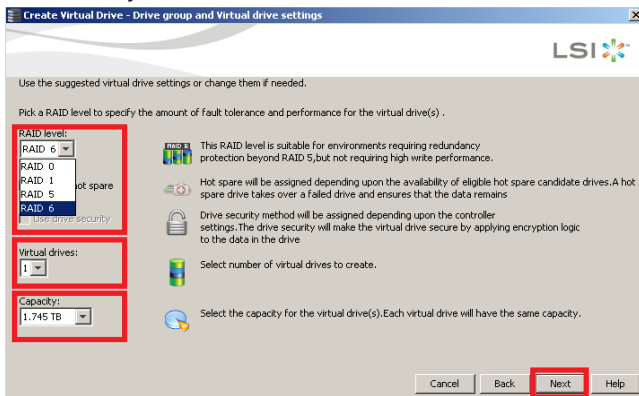 Create Virtual Drive - Drive group and Virtual drive settings
LSI
Use the suggested virtual drive settings or change them if needed.
Pick a RAID level to specify the amount of fault tolerance and performance for the virtual drive(s) .
RAID level:
RAID 6
RAID 0
RAID 1
RAID 5
RAID 6
ot spare
Use drive security
RAID 6
This RAID level is suitable for environments requiring redundancy
protection beyond RAID 5,but not requiring high write performance.
Hot spare will be assigned depending upon the availability of eligible hot spare candidate drives.A hot
spare drive takes over a failed drive and ensures that the data remains
Drive security method will be assigned depending upon the controller
settings.The drive security will make the virtual drive secure by applying encryption logic
to the data in the drive
Virtual drives:
1
Select number of virtual drives to create.
Capacity:
1.745 TB
Select the capacity for the virtual drive(s).Each virtual drive will have the same capacity.
Cancel Back Next Help